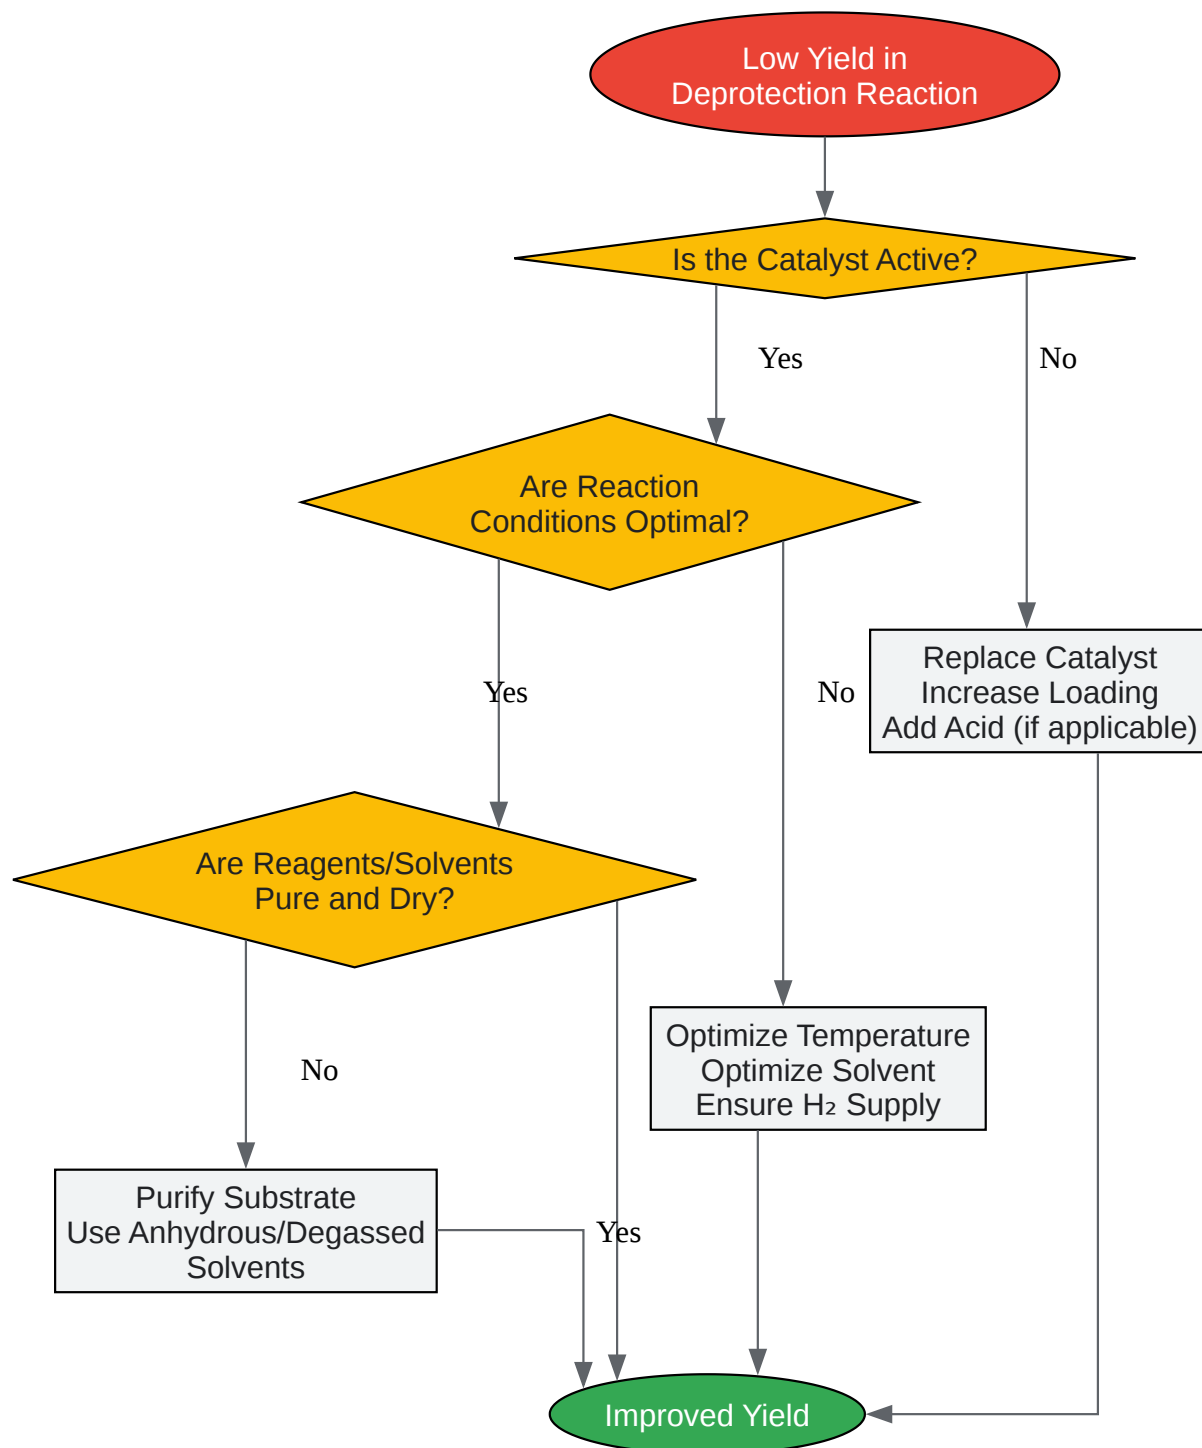 Low Yield in
Deprotection Reaction
Is the Catalyst Active?
Yes
No
Are Reaction
Conditions Optimal?
Yes
No
Replace Catalyst
Increase Loading
Add Acid (if applicable)
Are Reagents/Solvents
Pure and Dry?
No
Optimize Temperature
Optimize Solvent
Ensure H₂ Supply
Purify Substrate
Use Anhydrous/Degassed
Solvents
Yes
Improved Yield